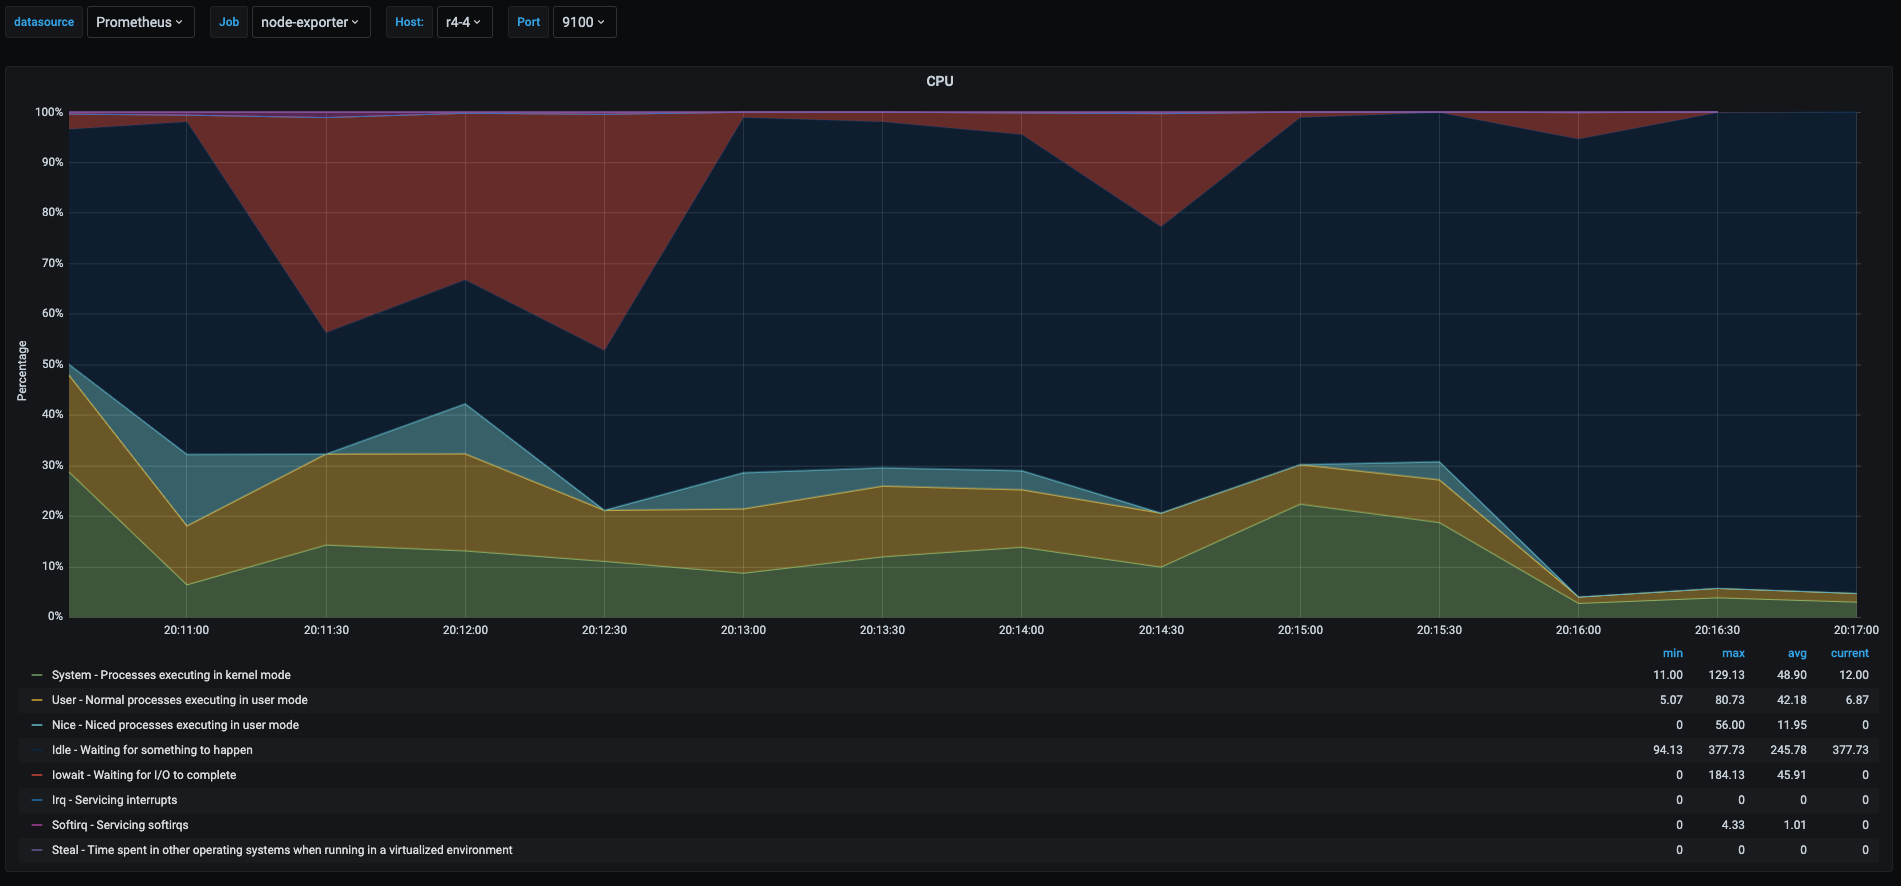 datasource Prometheus Job node-exporter Host: r4-4 Port 9100
CPU
100%
90%
80%
70%
60%
50%
40%
30%
20%
10%
0%
Percentage
20:11:00 20:11:30 20:12:00 20:12:30 20:13:00 20:13:30 20:14:00 20:14:30 20:15:00 20:15:30 20:16:00 20:16:30 20:17:00
min max avg current
System - Processes executing in kernel mode 11.00 129.13 48.90 12.00
User - Normal processes executing in user mode 5.07 80.73 42.18 6.87
Nice - Niced processes executing in user mode 0 56.00 11.95 0
Idle - Waiting for something to happen 94.13 377.73 245.78 377.73
Iowait - Waiting for I/O to complete 0 184.13 45.91 0
Irq - Servicing interrupts 0 0 0 0
Softirq - Servicing softirqs 0 4.33 1.01 0
Steal - Time spent in other operating systems when running in a virtualized environment 0 0 0 0